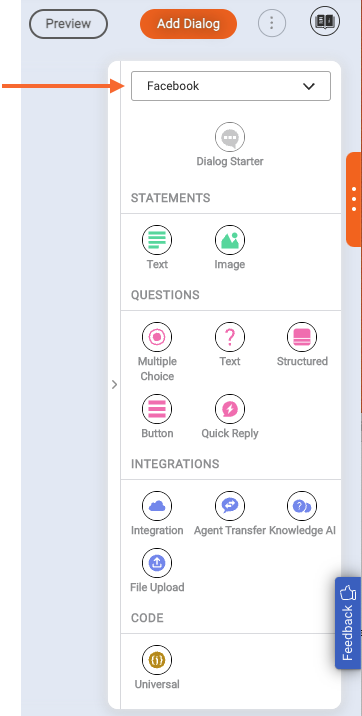 Preview
Add Dialog
Facebook
Dialog Starter
STATEMENTS
Text
Image
QUESTIONS
Multiple
Choice
Text
Structured
Button
Quick Reply
INTEGRATIONS
Integration
Agent Transfer
Knowledge AI
File Upload
Feedback
CODE
Universal